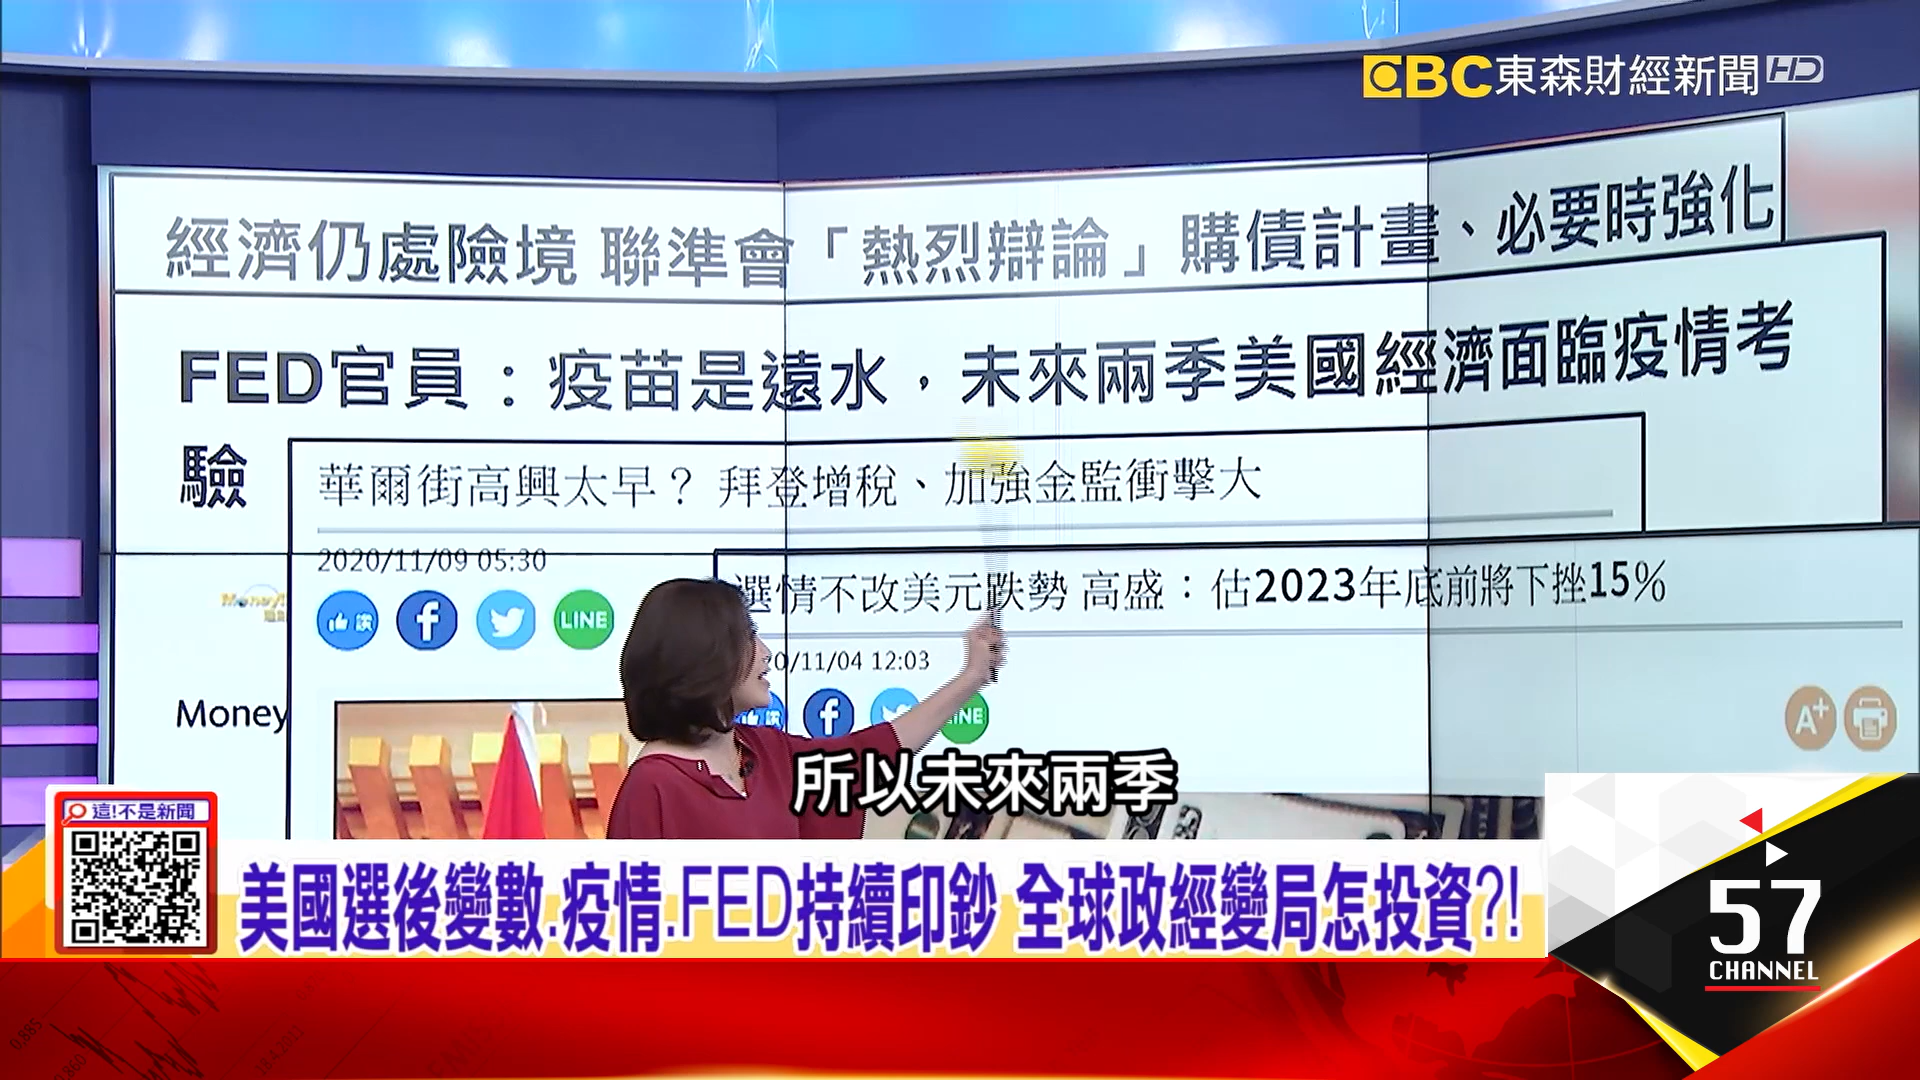 EBC東森財經新聞HD
經濟仍處險境 聯準會「熱烈辯論」購債計畫、必要時強化
FED官員：疫苗是遠水，未來兩季美國經濟面臨疫情考
驗
華爾街高興太早？ 拜登增稅、加強金監衝擊大
2020/11/09 05:30
LINE
選情不改美元跌勢 高盛：估2023年底前將下挫15%
0/11/04 12:03
LINE
A+
Money
所以未來兩季
這!不是新聞
美國選後變數.疫情.FED持續印鈔 全球政經變局怎投資?!
57
CHANNEL